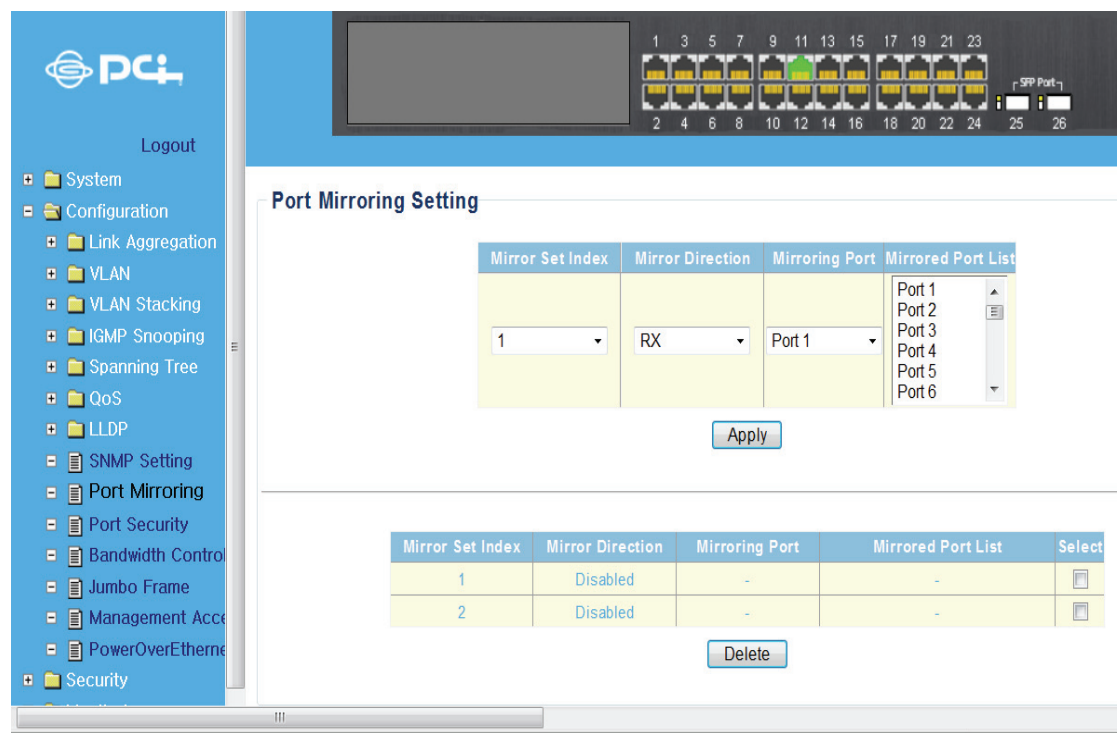 PCi
1 3 5 7 9 11 13 15 17 19 21 23
SFP Port
2 4 6 8 10 12 14 16 18 20 22 24 25 26
Logout
System
Configuration
Link Aggregation
VLAN
VLAN Stacking
IGMP Snooping
Spanning Tree
QoS
LLDP
SNMP Setting
Port Mirroring
Port Security
Bandwidth Control
Jumbo Frame
Management Acce
PowerOverEtherne
Security
Port Mirroring Setting
Mirror Set Index Mirror Direction Mirroring Port Mirrored Port List
1 RX Port 1
Port 1
Port 2
Port 3
Port 4
Port 5
Port 6
Apply
Mirror Set Index Mirror Direction Mirroring Port Mirrored Port List Select
1 Disabled - -
2 Disabled - -
Delete